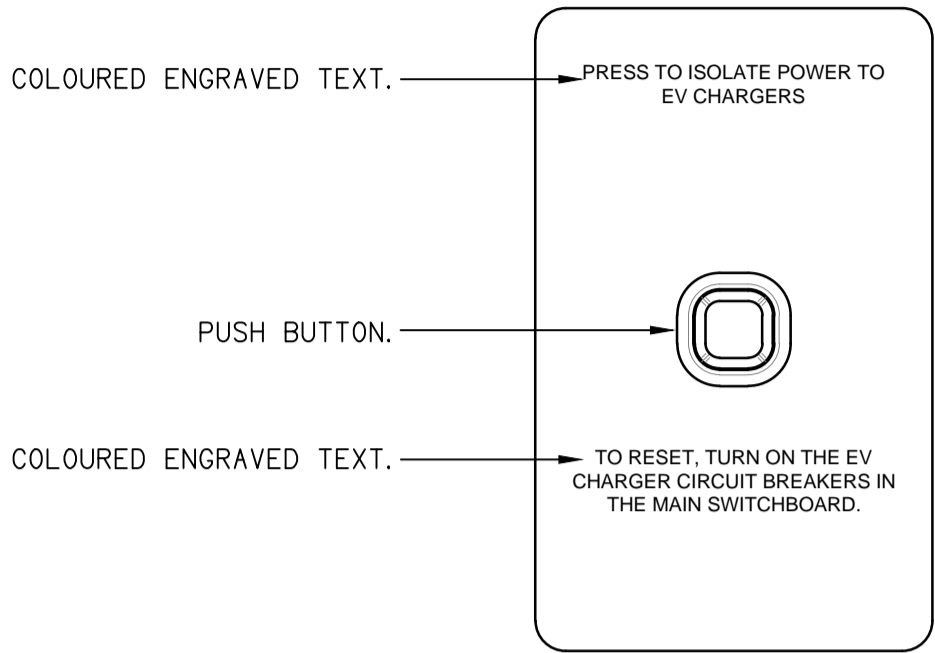 COLOURED ENGRAVED TEXT.
PRESS TO ISOLATE POWER TO
EV CHARGERS
PUSH BUTTON.
COLOURED ENGRAVED TEXT.
TO RESET, TURN ON THE EV
CHARGER CIRCUIT BREAKERS IN
THE MAIN SWITCHBOARD.